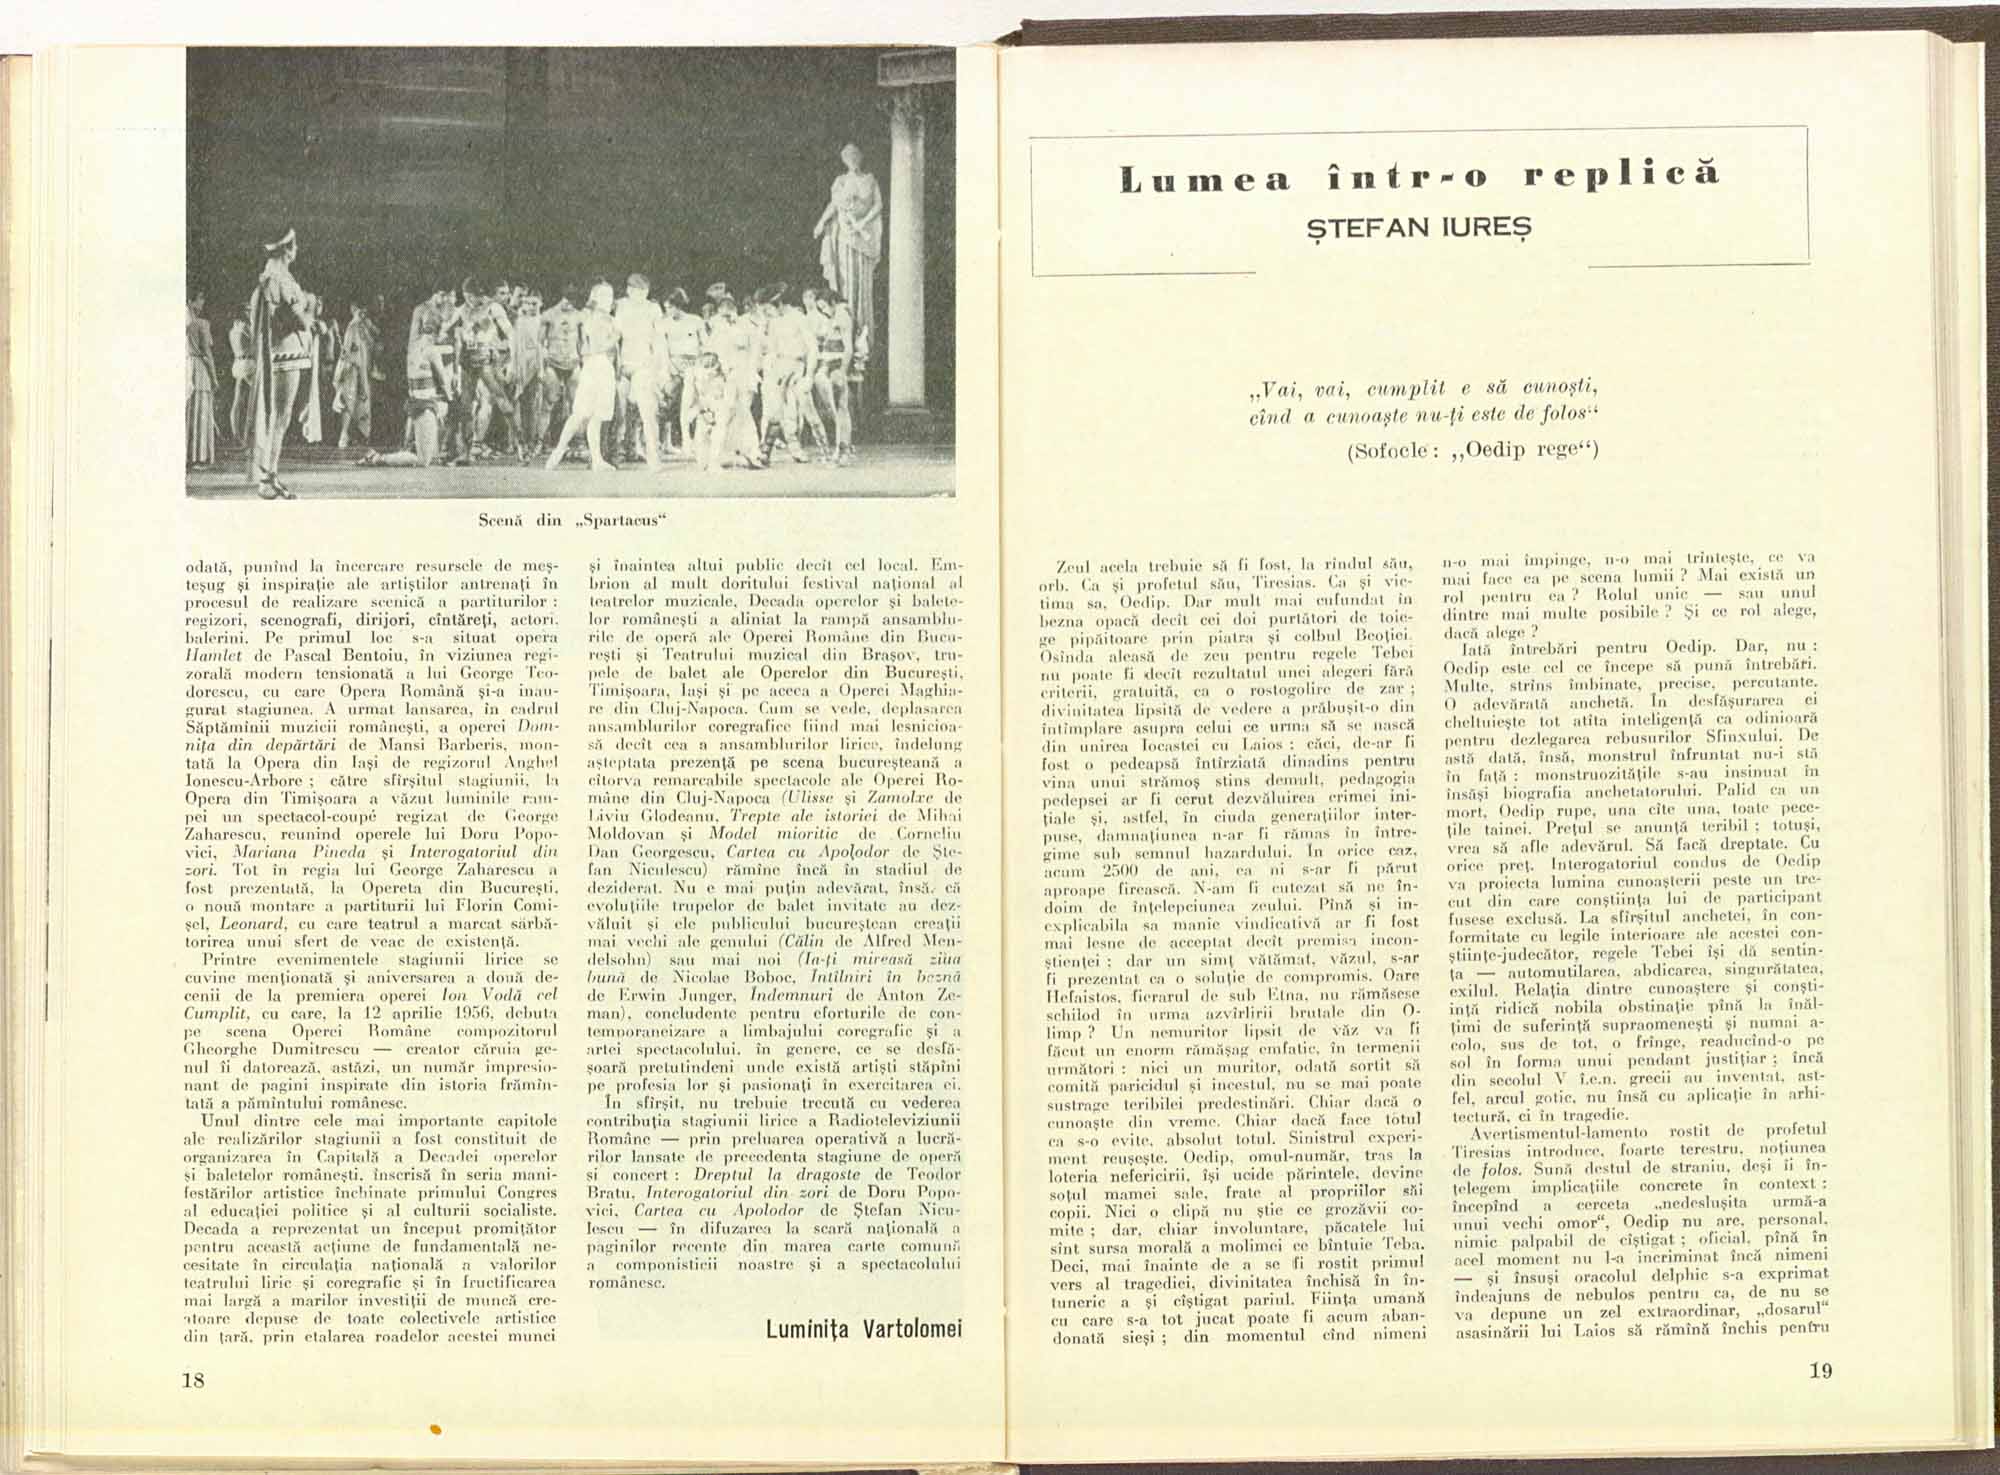 Scenă din „Spartacus“
odată, punînd la încercare resursele de meș-
teșug și inspirație ale artiștilor antrenați în
procesul de realizare scenică a partiturilor :
regizori, scenografi, dirijori, cîntăreți, actori,
balerini. Pe primul loc s-a situat opera
Hamlet de Pascal Bentoiu, în viziunea regi-
zorală modern tensionată a lui George Teo-
dorescu, cu care Opera Română și-a inau-
gurat stagiunea. A urmat lansarea, în cadrul
Săptămînii muzicii românești, a operei Dom-
nița din depărtări de Mansi Barberis, mon-
tată la Opera din Iași de regizorul Anghel
Ionescu-Arbore ; către sfîrșitul stagiunii, la
Opera din Timișoara a văzut luminile ram-
pei un spectacol-coupé regizat de George
Zaharescu, reunind operele lui Doru Popo-
vici, Mariana Pineda și Interogatoriul din
zori. Tot în regia lui George Zaharescu a
fost prezentată, la Opereta din București,
o nouă montare a partiturii lui Florin Comi-
șel, Leonard, cu care teatrul a marcat sărbă-
torirea unui sfert de veac de existență.
Printre evenimentele stagiunii lirice se
cuvine menționată și aniversarea a două de-
cenii de la premiera operei Ion Vodă cel
Cumplit, cu care, la 12 aprilie 1956, debuta
pe scena Operei Române compozitorul
Gheorghe Dumitrescu — creator căruia ge-
nul îi datorează, astăzi, un număr impresio-
nant de pagini inspirate din istoria frămîn-
tată a pămîntului românesc.
Unul dintre cele mai importante capitole
ale realizărilor stagiunii a fost constituit de
organizarea în Capitală a Decadei operelor
și baletelor românești, înscrisă în seria mani-
festărilor artistice închinate primului Congres
al educației politice și al culturii socialiste.
Decada a reprezentat un început promițător
pentru această acțiune de fundamentală ne-
cesitate în circulația națională a valorilor
teatrului liric și coregrafic și în fructificarea
mai largă a marilor investiții de muncă cre-
atoare depuse de toate colectivele artistice
din țară, prin etalarea roadelor acestei munci
și înaintea altui public decît cel local. Em-
brion al mult doritului festival național al
teatrelor muzicale, Decada operelor și balete-
lor românești a aliniat la rampă ansamblu-
rile de operă ale Operei Române din Bucu-
rești și Teatrului muzical din Brașov, tru-
pele de balet ale Operelor din București,
Timișoara, Iași și pe aceea a Operei Maghia-
re din Cluj-Napoca. Cum se vede, deplasarea
ansamblurilor coregrafice fiind mai lesnicioa-
să decît cea a ansamblurilor lirice, îndelung
așteptata prezență pe scena bucureșteană a
cîtorva remarcabile spectacole ale Operei Ro-
mâne din Cluj-Napoca (Ulisse și Zamolxe de
Liviu Glodeanu, Trepte ale istoriei de Mihai
Moldovan și Model mioritic de Corneliu
Dan Georgescu, Cartea cu Apolodor de Ște-
fan Niculescu) rămîne încă în stadiul de
deziderat. Nu e mai puțin adevărat, însă, că
evoluțiile trupelor de balet invitate au dez-
văluit și ele publicului bucureștean creații
mai vechi ale genului (Călin de Alfred Men-
delsohn) sau mai noi (Ia-ți mireasă ziua
bună de Nicolae Boboc, Întîlniri în beznă
de Erwin Junger, Îndemnuri de Anton Ze-
man), concludente pentru eforturile de con-
temporaneizare a limbajului coregrafic și a
artei spectacolului, în genere, ce se desfă-
șoară pretutindeni unde există artiști stăpîni
pe profesia lor și pasionați în exercitarea ei.
În sfîrșit, nu trebuie trecută cu vederea
contribuția stagiunii lirice a Radioteleviziunii
Române — prin preluarea operativă a lucră-
rilor lansate de precedenta stagiune de operă
și concert : Dreptul la dragoste de Teodor
Bratu, Interogatoriul din zori de Doru Popo-
vici, Cartea cu Apolodor de Ștefan Nicu-
lescu — în difuzarea la scară națională a
paginilor recente din marea carte comună
a componisticii noastre și a spectacolului
românesc.
Luminița Vartolomei
18
Lumea într-o replică
ȘTEFAN IUREȘ
„Vai, vai, cumplit e să cunoști,
cînd a cunoaște nu-ți este de folos“
(Sofocle : „Oedip rege“)
Zeul acela trebuie să fi fost, la rîndul său,
orb. Ca și profetul său, Tiresias. Ca și vic-
tima sa, Oedip. Dar mult mai cufundat în
bezna opacă decît cei doi purtători de toie-
ge pipăitoare prin piatra și colbul Beoției.
Osînda aleasă de zeu pentru regele Tebei
nu poate fi decît rezultatul unei alegeri fără
criterii, gratuită, ca o rostogolire de zar ;
divinitatea lipsită de vedere a prăbușit-o din
întîmplare asupra celui ce urma să se nască
din unirea Iocastei cu Laios : căci, de-ar fi
fost o pedeapsă întîrziată dinadins pentru
vina unui strămoș stins demult, pedagogia
pedepsei ar fi cerut dezvăluirea crimei ini-
țiale și, astfel, în ciuda generațiilor inter-
puse, damnațiunea n-ar fi rămas în între-
gime sub semnul hazardului. În orice caz,
acum 2500 de ani, ea ni s-ar fi părut
aproape firească. N-am fi cutezat să ne în-
doim de înțelepciunea zeului. Pînă și in-
explicabila sa manie vindicativă ar fi fost
mai lesne de acceptat decît premisa incon-
știenței ; dar un simț vătămat, văzul, s-ar
fi prezentat ca o soluție de compromis. Oare
Hefaistos, fierarul de sub Etna, nu rămăsese
schilod în urma azvîrlirii brutale din O-
limp ? Un nemuritor lipsit de văz va fi
făcut un enorm rămășag emfatic, în termenii
următori : nici un muritor, odată sortit să
comită paricidul și incestul, nu se mai poate
sustrage teribilei predestinări. Chiar dacă o
cunoaște din vreme. Chiar dacă face totul
ca s-o evite, absolut totul. Sinistrul experi-
ment reușește. Oedip, omul-număr, tras la
loteria nefericirii, își ucide părintele, devine
soțul mamei sale, frate al propriilor săi
copii. Nici o clipă nu știe ce grozăvii co-
mite ; dar, chiar involuntare, păcatele lui
sînt sursa morală a molimei ce bîntuie Teba.
Deci, mai înainte de a se fi rostit primul
vers al tragediei, divinitatea închisă în în-
tuneric a și cîștigat pariul. Ființa umană
cu care s-a tot jucat poate fi acum aban-
donată sieși ; din momentul cînd nimeni
n-o mai împinge, n-o mai trîntește, ce va
mai face ea pe scena lumii ? Mai există un
rol pentru ea ? Rolul unic — sau unul
dintre mai multe posibile ? Și ce rol alege,
dacă alege ?
Iată întrebări pentru Oedip. Dar, nu :
Oedip este cel ce începe să pună întrebări.
Multe, strîns îmbinate, precise, percutante.
O adevărată anchetă. În desfășurarea ei
cheltuiește tot atîta inteligență ca odinioară
pentru dezlegarea rebusurilor Sfinxului. De
astă dată, însă, monstrul înfruntat nu-i stă
în față : monstruozitățile s-au insinuat în
însăși biografia anchetatorului. Palid ca un
mort, Oedip rupe, una cîte una, toate pece-
țile tainei. Prețul se anunță teribil ; totuși,
vrea să afle adevărul. Să facă dreptate. Cu
orice preț. Interogatoriul condus de Oedip
va proiecta lumina cunoașterii peste un tre-
cut din care conștiința lui de participant
fusese exclusă. La sfîrșitul anchetei, în con-
formitate cu legile interioare ale acestei con-
științe-judecător, regele Tebei își dă sentin-
ța — automutilarea, abdicarea, singurătatea,
exilul. Relația dintre cunoaștere și conști-
ință ridică nobila obstinație pînă la înăl-
țimi de suferință supraomenești și numai a-
colo, sus de tot, o frînge, readucînd-o pe
sol în forma unui pendant justițiar ; încă
din secolul V î.e.n. grecii au inventat, ast-
fel, arcul gotic, nu însă cu aplicație în arhi-
tectură, ci în tragedie.
Avertismentul-lamento rostit de profetul
Tiresias introduce, foarte terestru, noțiunea
de folos. Sună destul de straniu, deși îi în-
țelegem implicațiile concrete în context :
începînd a cerceta „nedeslușita urmă-a
unui vechi omor“, Oedip nu are, personal,
nimic palpabil de cîștigat ; oficial, pînă în
acel moment nu l-a incriminat încă nimeni
— și însuși oracolul delphic s-a exprimat
îndeajuns de nebulos pentru ca, de nu se
va depune un zel extraordinar, „dosarul“
asasinării lui Laios să rămînă închis pentru
19